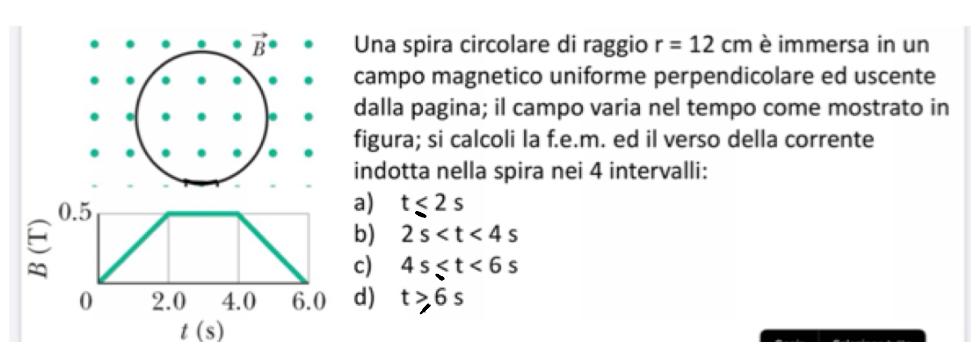 B
Una spira circolare di raggio r = 12 cm è immersa in un
campo magnetico uniforme perpendicolare ed uscente
dalla pagina; il campo varia nel tempo come mostrato in
figura; si calcoli la f.e.m. ed il verso della corrente
indotta nella spira nei 4 intervalli:
a) t < 2 s
b) 2 s < t < 4 s
c) 4 s < t < 6 s
d) t > 6 s
0.5
B (T)
0 2.0 4.0 6.0
t (s)